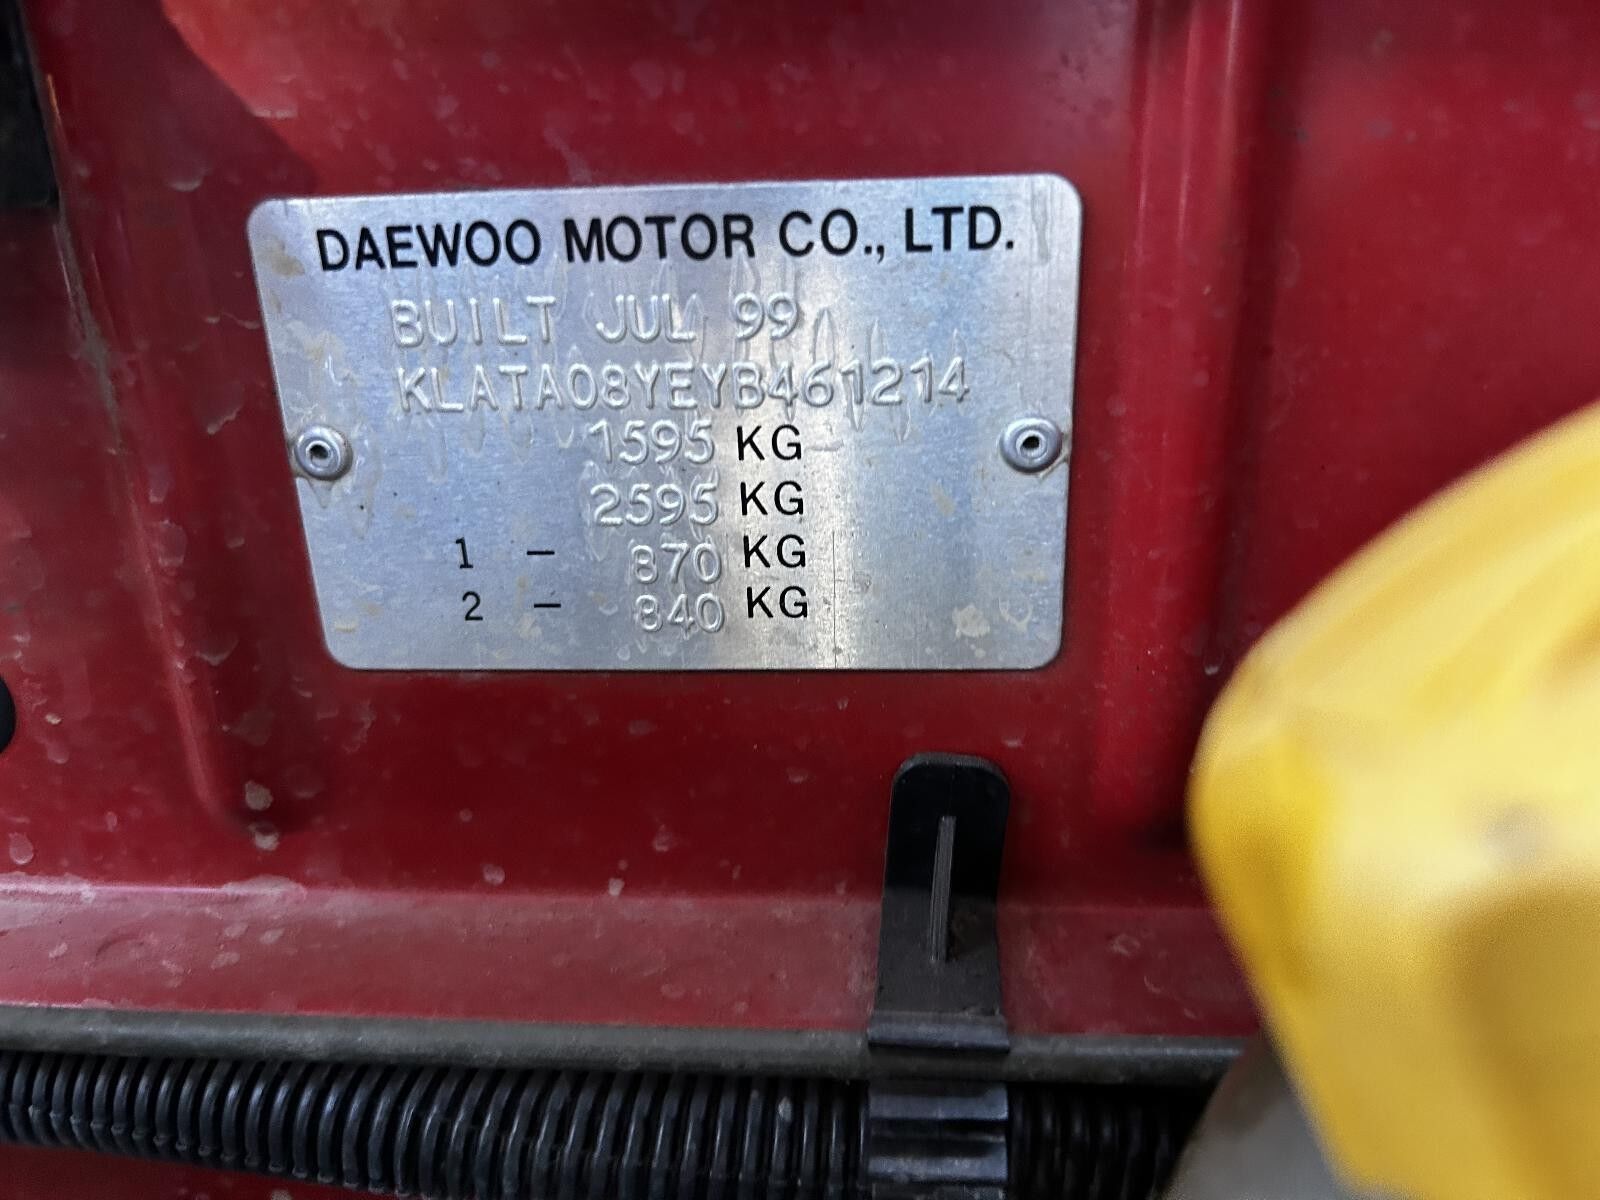 DAEWOO MOTOR CO., LTD.
BUILT JUL 99
KLATA08YEYB461214
1595 KG
2595 KG
1 - 870 KG
2 - 840 KG